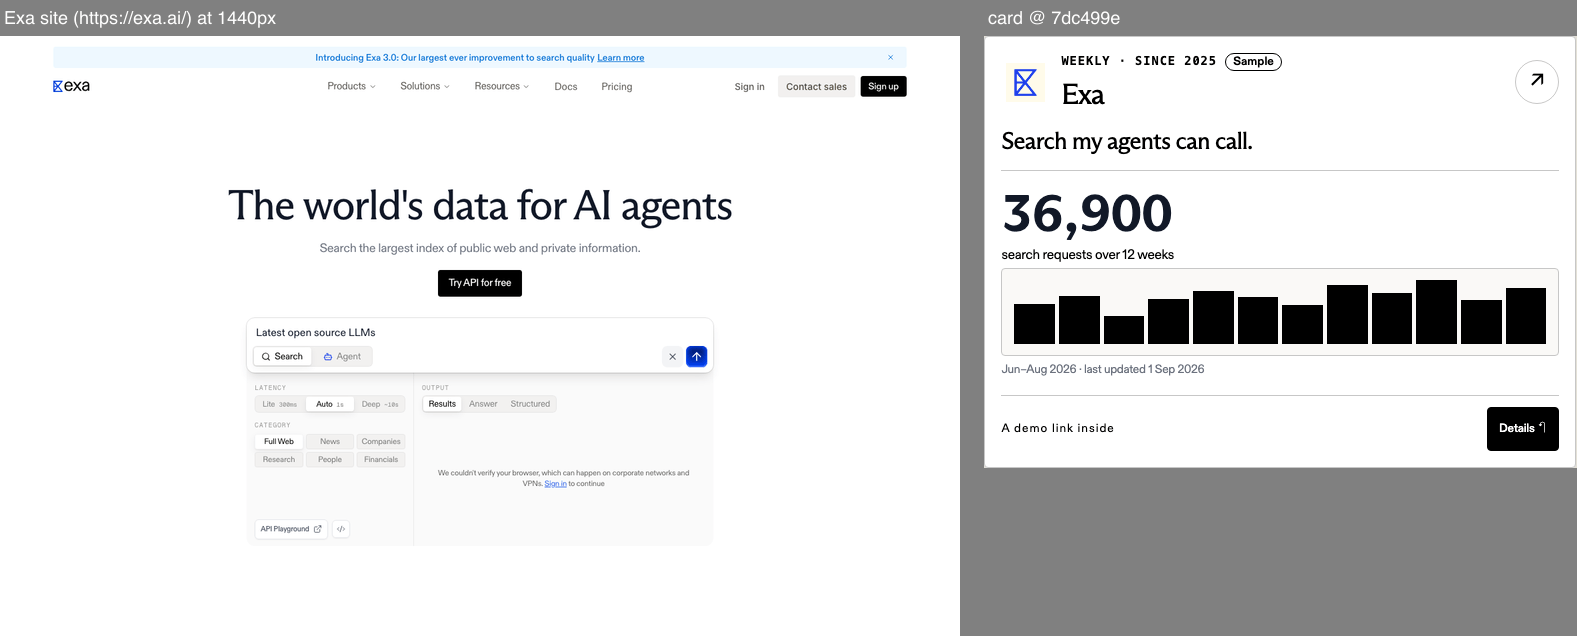 Exa site (https://exa.ai/) at 1440px
Introducing Exa 3.0: Our largest ever improvement to search quality Learn more
exa
Products
Solutions
Resources
Docs
Pricing
Sign in
Contact sales
Sign up
The world's data for AI agents
Search the largest index of public web and private information.
Try API for free
Latest open source LLMs
Search
Agent
LATENCY
Lite 300ms
Auto 1s
Deep ~10s
CATEGORY
Full Web
News
Companies
Research
People
Financials
API Playground
</>
OUTPUT
Results
Answer
Structured
We couldn't verify your browser, which can happen on corporate networks and
VPNs. Sign in to continue
card @ 7dc499e
WEEKLY · SINCE 2025
Sample
Exa
Search my agents can call.
36,900
search requests over 12 weeks
Jun–Aug 2026 · last updated 1 Sep 2026
A demo link inside
Details